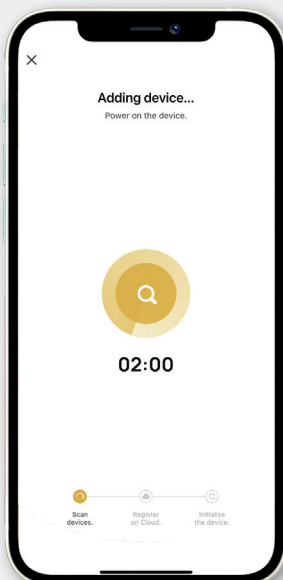 Adding device...
Power on the device.
02:00
Scan
devices.
Register
on Cloud.
Initialize
the device.